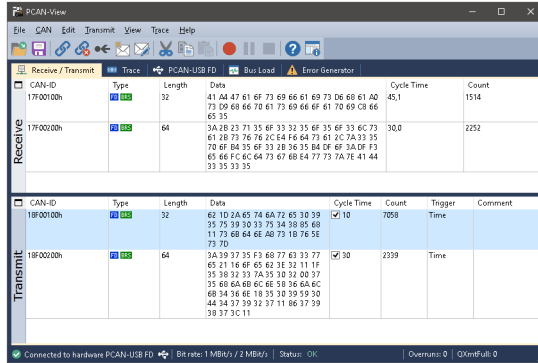 PCAN-View
File CAN Edit Transmit View Trace Help
Receive / Transmit Trace PCAN-USB FD Bus Load Error Generator
Receive
CAN-ID Type Length Data Cycle Time Count
17F00100h FD BRS 32 41 A4 47 61 6F 73 69 66 61 69 73 D6 68 61 45,1 1514
73 D9 68 66 70 61 73 69 66 6F 61 70 69 C8 66
65 35
17F00200h FD BRS 64 3A 2B 23 71 35 6F 33 32 35 6F 35 6F 33 6C 73 30,0 2252
61 2B 73 76 76 2C E4 F6 64 73 61 2C 7A 33 35
70 6F B4 35 6F 33 2B 36 35 B4 DF 6F 3A DF F3
65 66 FC 6C 64 73 67 6B E4 77 73 7A 7E 41 44
33 35 33 35
Transmit
CAN-ID Type Length Data Cycle Time Count Trigger Comment
18F00100h FD BRS 32 62 1D 2A 65 74 6A 72 65 30 39 10 7058 Time
35 75 39 30 33 75 34 38 85 68
11 73 6B 64 6E A8 73 1B 76 5E
73 7D
18F00200h FD BRS 64 3A 39 37 35 F3 68 77 63 33 77 30 2339 Time
65 21 16 6F 65 62 3E 32 11 1F
35 38 32 33 7A 35 30 32 00 37
35 68 6A 6B 6C 6E 58 36 6A 6C
6B 34 36 6E 18 35 30 39 59 30
44 34 37 39 32 37 11 86 37 39
38 37 3C 11
Connected to hardware PCAN-USB FD Bit rate: 1 MBit/s / 2 MBit/s Status: OK Overruns: 0 QXmtFull: 0